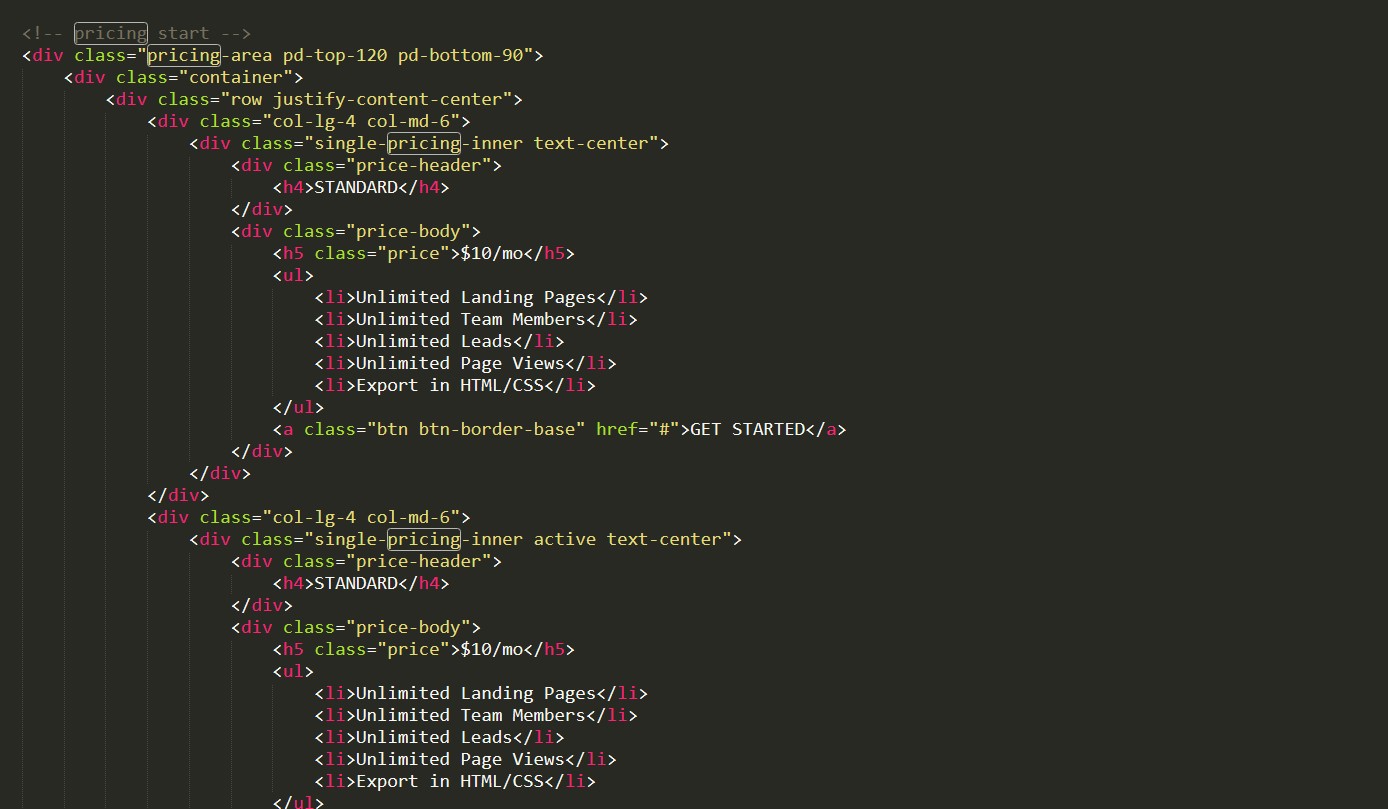 <!-- pricing start -->
<div class="pricing-area pd-top-120 pd-bottom-90">
    <div class="container">
        <div class="row justify-content-center">
            <div class="col-lg-4 col-md-6">
                <div class="single-pricing-inner text-center">
                    <div class="price-header">
                        <h4>STANDARD</h4>
                    </div>
                    <div class="price-body">
                        <h5 class="price">$10/mo</h5>
                        <ul>
                            <li>Unlimited Landing Pages</li>
                            <li>Unlimited Team Members</li>
                            <li>Unlimited Leads</li>
                            <li>Unlimited Page Views</li>
                            <li>Export in HTML/CSS</li>
                        </ul>
                        <a class="btn btn-border-base" href="#">GET STARTED</a>
                    </div>
                </div>
            </div>
            <div class="col-lg-4 col-md-6">
                <div class="single-pricing-inner active text-center">
                    <div class="price-header">
                        <h4>STANDARD</h4>
                    </div>
                    <div class="price-body">
                        <h5 class="price">$10/mo</h5>
                        <ul>
                            <li>Unlimited Landing Pages</li>
                            <li>Unlimited Team Members</li>
                            <li>Unlimited Leads</li>
                            <li>Unlimited Page Views</li>
                            <li>Export in HTML/CSS</li>
                        </ul>